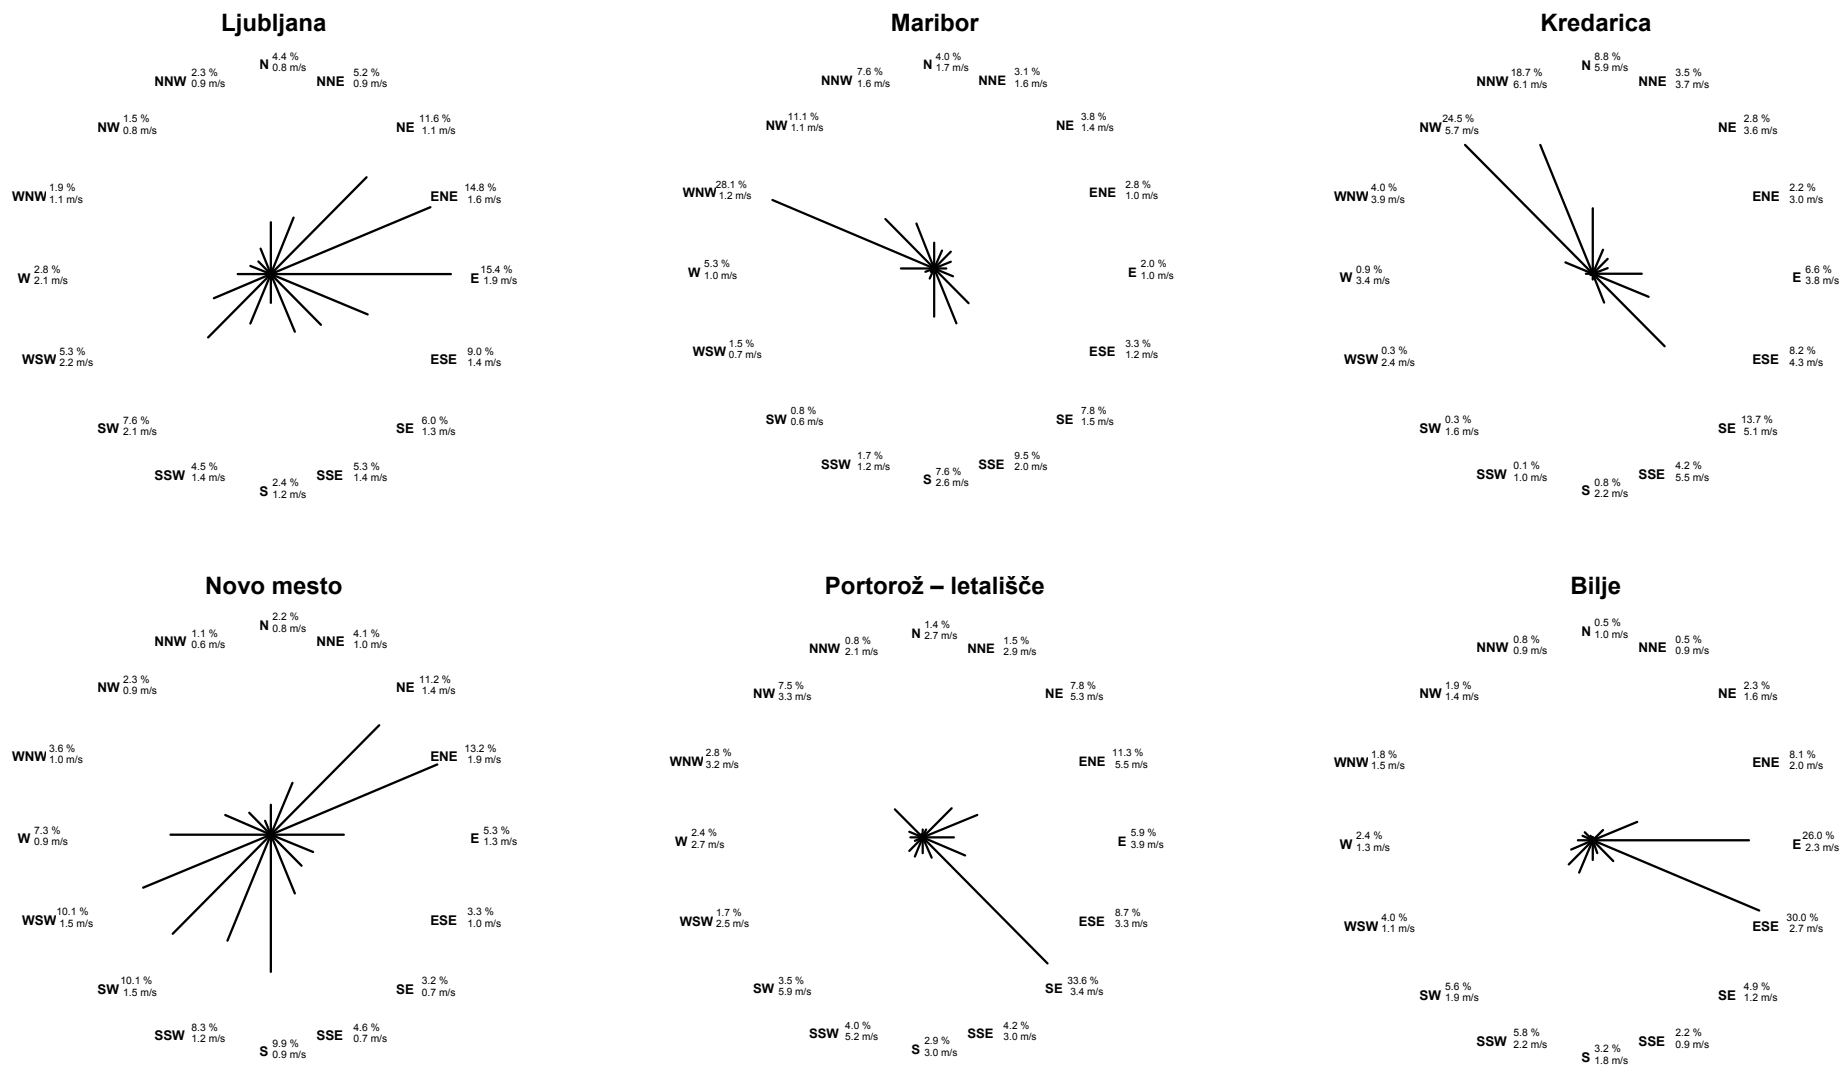 Ljubljana
N 4.4 %
0.8 m/s
NNE 5.2 %
0.9 m/s
NE 11.6 %
1.1 m/s
ENE 14.8 %
1.6 m/s
E 15.4 %
1.9 m/s
ESE 9.0 %
1.4 m/s
SE 6.0 %
1.3 m/s
SSE 5.3 %
1.4 m/s
S 2.4 %
1.2 m/s
SSW 4.5 %
1.4 m/s
SW 7.6 %
2.1 m/s
WSW 5.3 %
2.2 m/s
W 2.8 %
2.1 m/s
WNW 1.9 %
1.1 m/s
NW 1.5 %
0.8 m/s
NNW 2.3 %
0.9 m/s
Maribor
N 4.0 %
1.7 m/s
NNE 3.1 %
1.6 m/s
NE 3.8 %
1.4 m/s
ENE 2.8 %
1.0 m/s
E 2.0 %
1.0 m/s
ESE 3.3 %
1.2 m/s
SE 7.8 %
1.5 m/s
SSE 9.5 %
2.0 m/s
S 7.6 %
2.6 m/s
SSW 1.7 %
1.2 m/s
SW 0.8 %
0.6 m/s
WSW 1.5 %
0.7 m/s
W 5.3 %
1.0 m/s
WNW 28.1 %
1.2 m/s
NW 11.1 %
1.1 m/s
NNW 7.6 %
1.6 m/s
Kredarica
N 8.8 %
5.9 m/s
NNE 3.5 %
3.7 m/s
NE 2.8 %
3.6 m/s
ENE 2.2 %
3.0 m/s
E 6.6 %
3.8 m/s
ESE 8.2 %
4.3 m/s
SE 13.7 %
5.1 m/s
SSE 4.2 %
5.5 m/s
S 0.8 %
2.2 m/s
SSW 0.1 %
1.0 m/s
SW 0.3 %
1.6 m/s
WSW 0.3 %
2.4 m/s
W 0.9 %
3.4 m/s
WNW 4.0 %
3.9 m/s
NW 24.5 %
5.7 m/s
NNW 18.7 %
6.1 m/s
Novo mesto
N 2.2 %
0.8 m/s
NNE 4.1 %
1.0 m/s
NE 11.2 %
1.4 m/s
ENE 13.2 %
1.9 m/s
E 5.3 %
1.3 m/s
ESE 3.3 %
1.0 m/s
SE 3.2 %
0.7 m/s
SSE 4.6 %
0.7 m/s
S 9.9 %
0.9 m/s
SSW 8.3 %
1.2 m/s
SW 10.1 %
1.5 m/s
WSW 10.1 %
1.5 m/s
W 7.3 %
0.9 m/s
WNW 3.6 %
1.0 m/s
NW 2.3 %
0.9 m/s
NNW 1.1 %
0.6 m/s
Portorož – letališče
N 1.4 %
2.7 m/s
NNE 1.5 %
2.9 m/s
NE 7.8 %
5.3 m/s
ENE 11.3 %
5.5 m/s
E 5.9 %
3.9 m/s
ESE 8.7 %
3.3 m/s
SE 33.6 %
3.4 m/s
SSE 4.2 %
3.0 m/s
S 2.9 %
3.0 m/s
SSW 4.0 %
5.2 m/s
SW 3.5 %
5.9 m/s
WSW 1.7 %
2.5 m/s
W 2.4 %
2.7 m/s
WNW 2.8 %
3.2 m/s
NW 7.5 %
3.3 m/s
NNW 0.8 %
2.1 m/s
Bilje
N 0.5 %
1.0 m/s
NNE 0.5 %
0.9 m/s
NE 2.3 %
1.6 m/s
ENE 8.1 %
2.0 m/s
E 26.0 %
2.3 m/s
ESE 30.0 %
2.7 m/s
SE 4.9 %
1.2 m/s
SSE 2.2 %
0.9 m/s
S 3.2 %
1.8 m/s
SSW 5.8 %
2.2 m/s
SW 5.6 %
1.9 m/s
WSW 4.0 %
1.1 m/s
W 2.4 %
1.3 m/s
WNW 1.8 %
1.5 m/s
NW 1.9 %
1.4 m/s
NNW 0.8 %
0.9 m/s